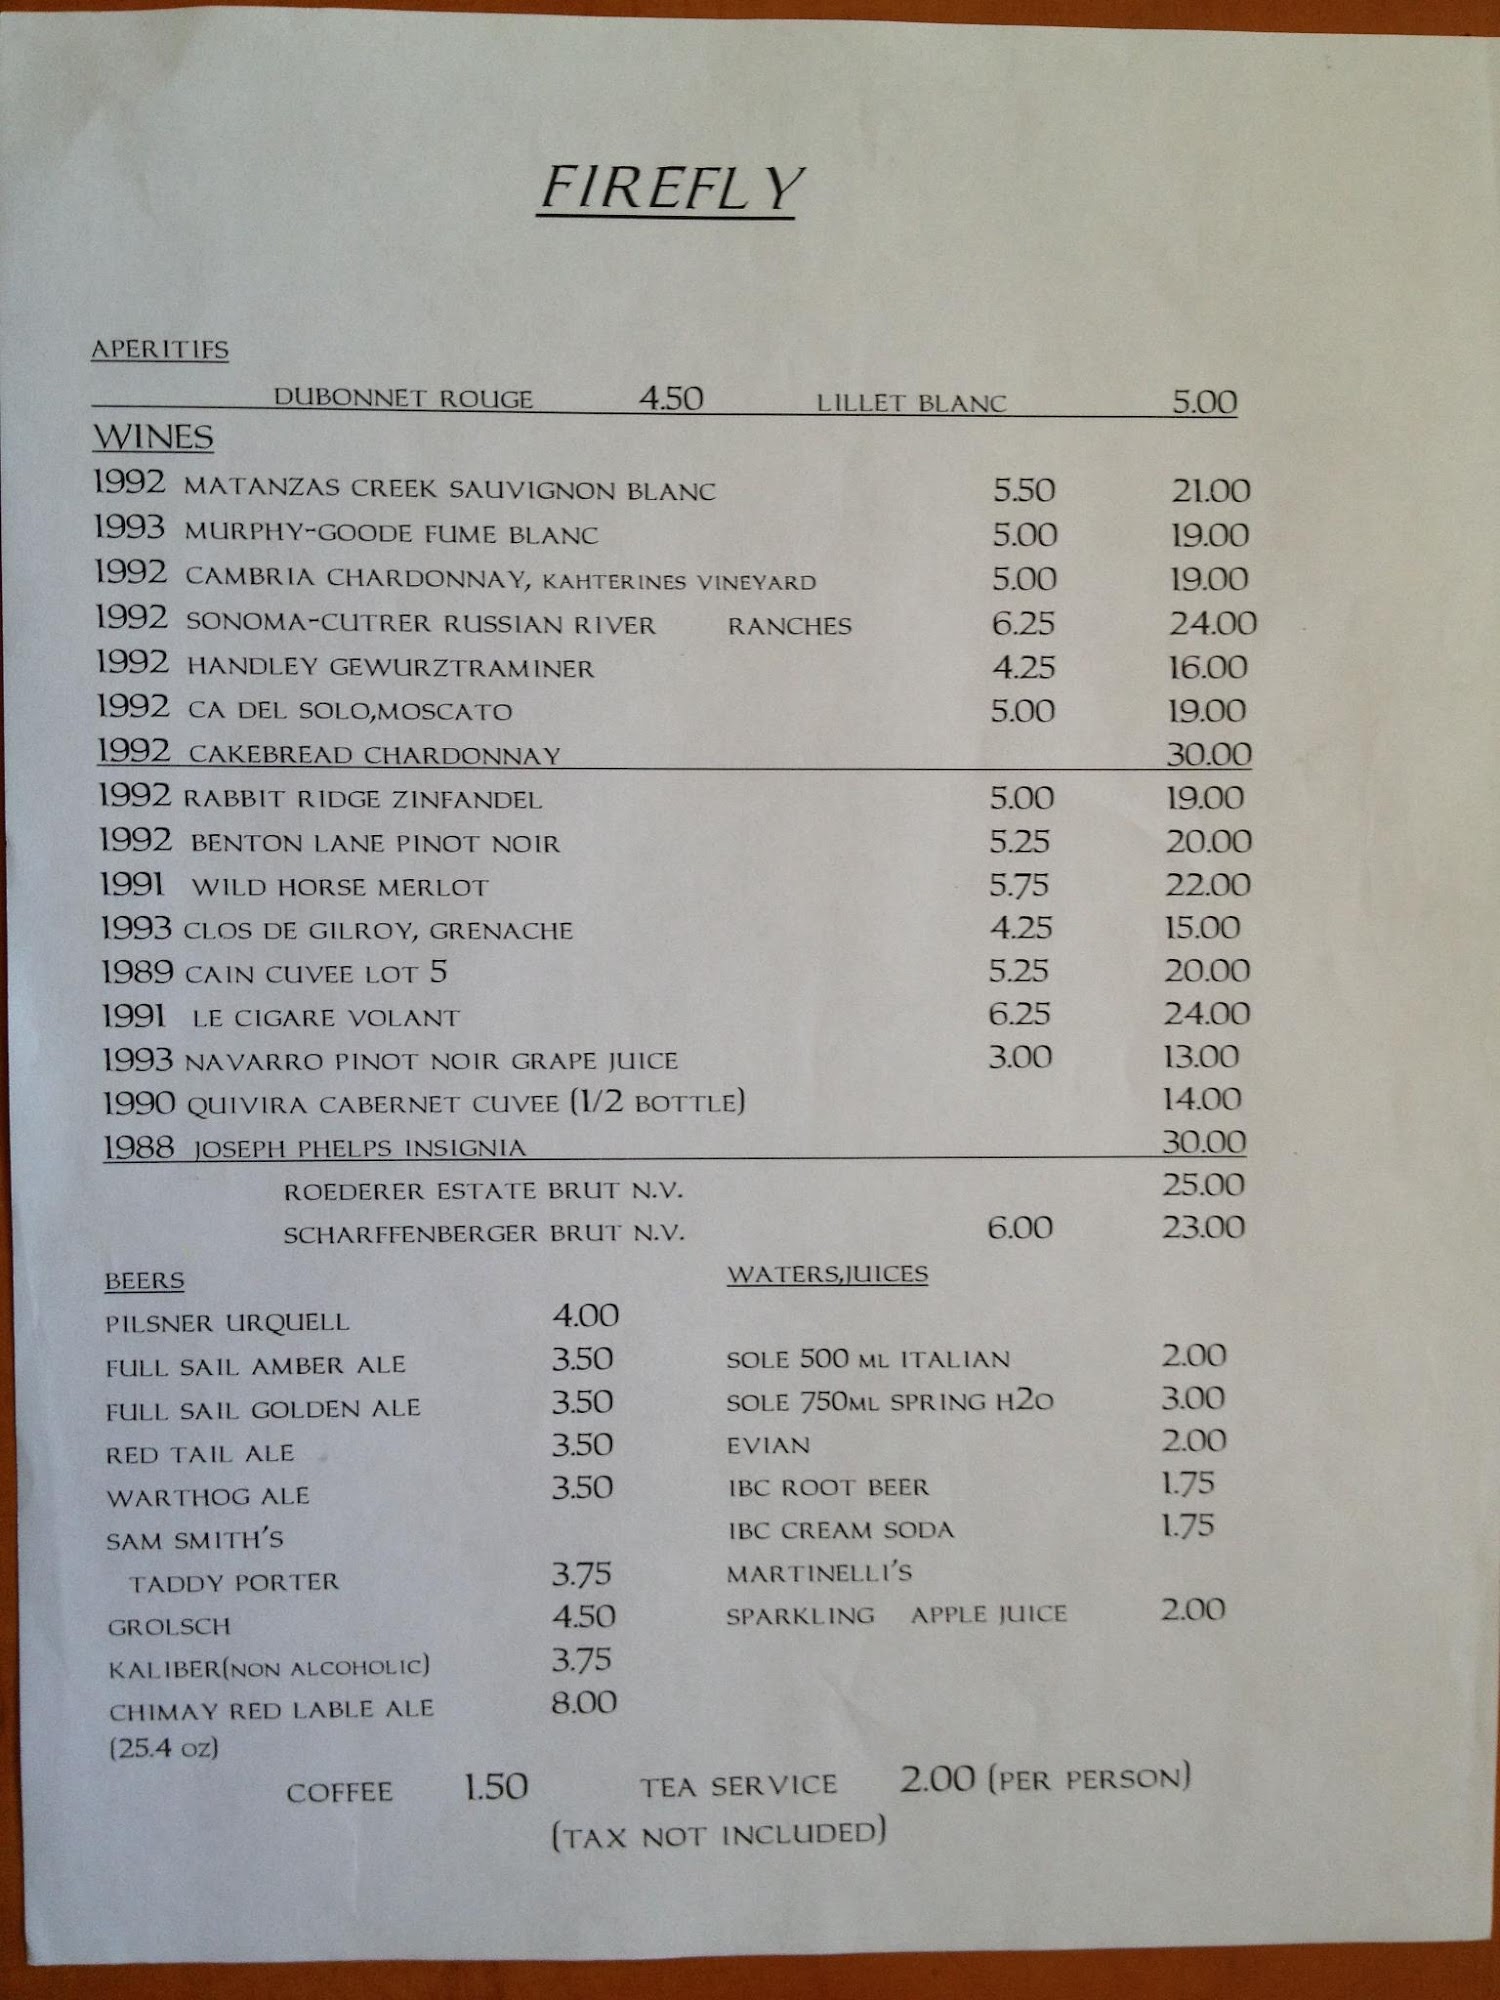 FIREFLY
APERITIFS
DUBONNET ROUGE 4.50 LILLET BLANC 5.00
WINES
1992 MATANZAS CREEK SAUVIGNON BLANC 5.50 21.00
1993 MURPHY-GOODE FUME BLANC 5.00 19.00
1992 CAMBRIA CHARDONNAY, KAHTERINES VINEYARD 5.00 19.00
1992 SONOMA-CUTRER RUSSIAN RIVER RANCHES 6.25 24.00
1992 HANDLEY GEWURZTRAMINER 4.25 16.00
1992 CA DEL SOLO,MOSCATO 5.00 19.00
1992 CAKEBREAD CHARDONNAY 30.00
1992 RABBIT RIDGE ZINFANDEL 5.00 19.00
1992 BENTON LANE PINOT NOIR 5.25 20.00
1991 WILD HORSE MERLOT 5.75 22.00
1993 CLOS DE GILROY, GRENACHE 4.25 15.00
1989 CAIN CUVEE LOT 5 5.25 20.00
1991 LE CIGARE VOLANT 6.25 24.00
1993 NAVARRO PINOT NOIR GRAPE JUICE 3.00 13.00
1990 QUIVIRA CABERNET CUVEE (1/2 BOTTLE) 14.00
1988 JOSEPH PHELPS INSIGNIA 30.00
ROEDERER ESTATE BRUT N.V. 25.00
SCHARFFENBERGER BRUT N.V. 6.00 23.00
BEERS
PILSNER URQUELL 4.00
FULL SAIL AMBER ALE 3.50
FULL SAIL GOLDEN ALE 3.50
RED TAIL ALE 3.50
WARTHOG ALE 3.50
SAM SMITH'S
TADDY PORTER 3.75
GROLSCH 4.50
KALIBER(NON ALCOHOLIC) 3.75
CHIMAY RED LABLE ALE 8.00
(25.4 OZ)
WATERS,JUICES
SOLE 500 ML ITALIAN 2.00
SOLE 750ML SPRING H2O 3.00
EVIAN 2.00
IBC ROOT BEER 1.75
IBC CREAM SODA 1.75
MARTINELLI'S
SPARKLING APPLE JUICE 2.00
COFFEE 1.50 TEA SERVICE 2.00 (PER PERSON)
(TAX NOT INCLUDED)